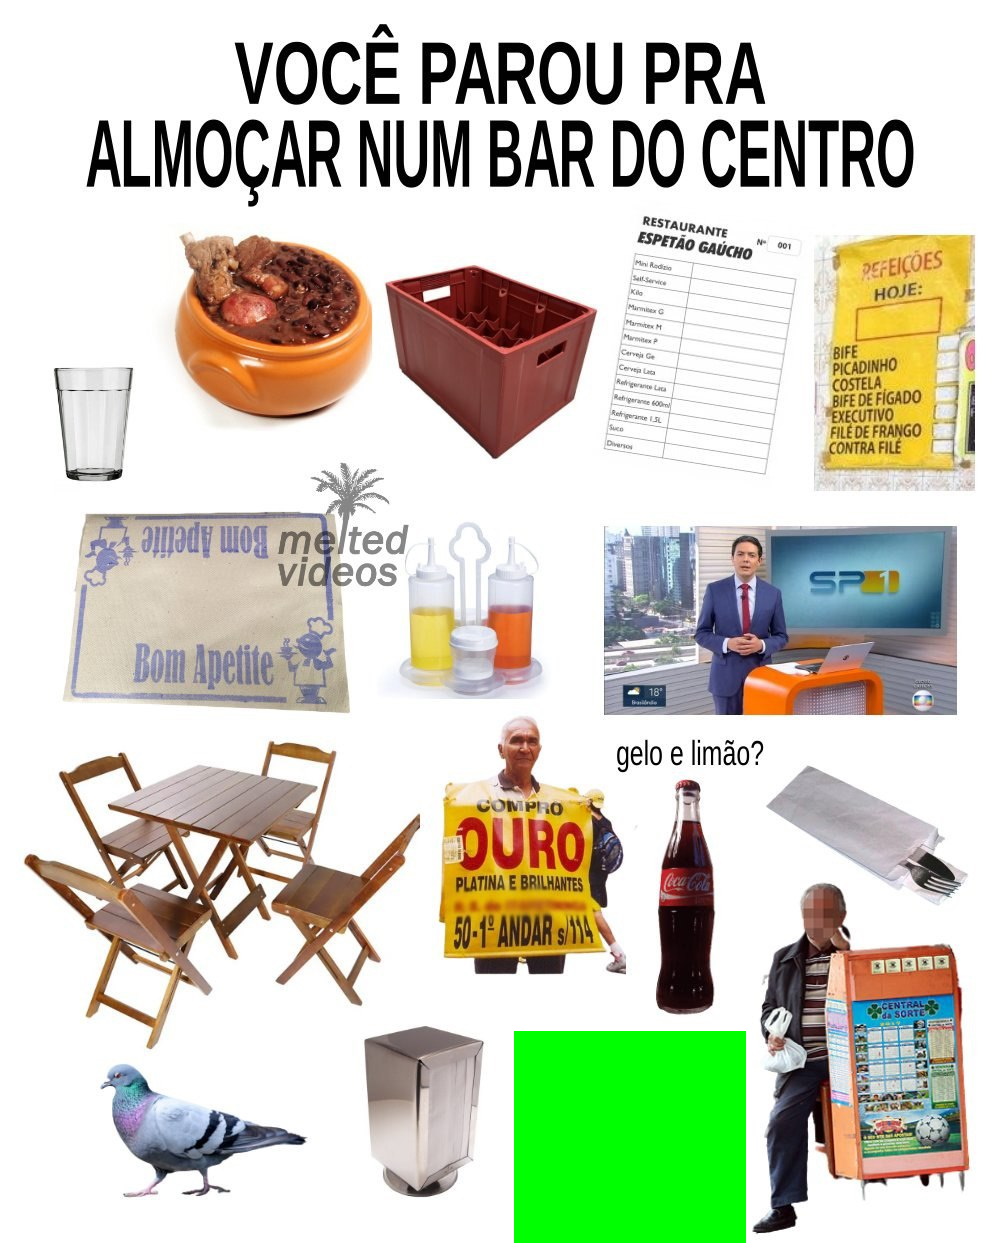 VOCÊ PAROU PRA
ALMOÇAR NUM BAR DO CENTRO
RESTAURANTE
ESPETÃO GAÚCHO
Nº 001
Mini Rodizio
Self-Service
Kilo
Marmitex G
Marmitex M
Marmitex P
Cerveja Ge
Cerveja Lata
Refrigerante Lata
Refrigerante 600ml
Refrigerante 1.5L
Suco
Diversos
REFEIÇÕES
HOJE:
BIFE
PICADINHO
COSTELA
BIFE DE FÍGADO
EXECUTIVO
FILÉ DE FRANGO
CONTRA FILÉ
Bom Apetite
Bom Apetite
melted
videos
SP1
18°
Brasilândia
COMPRO
OURO
PLATINA E BRILHANTES
50-1º ANDAR s/114
gelo e limão?
Coca-Cola
CENTRAL
da SORTE